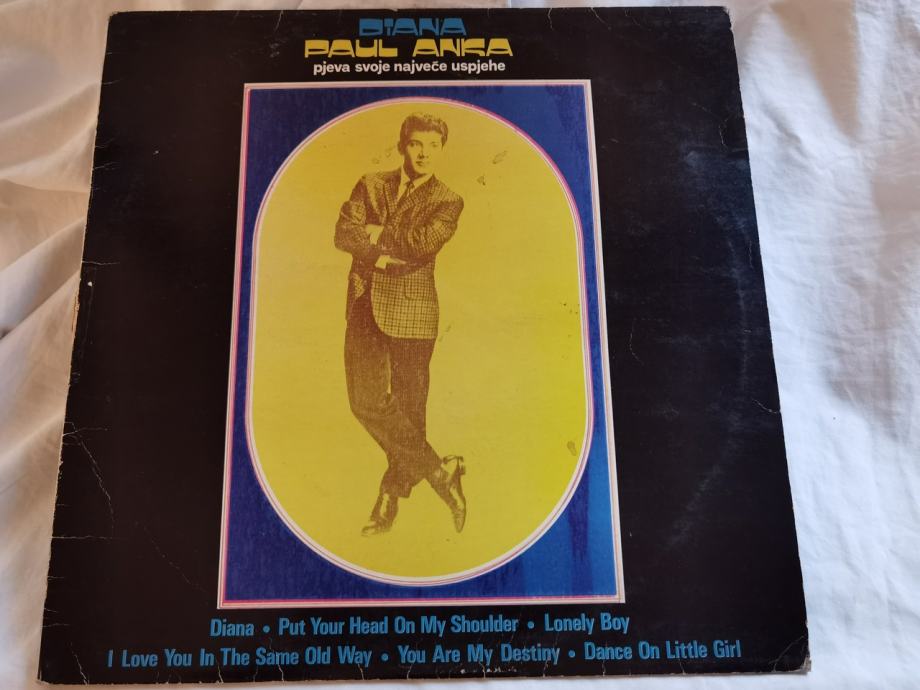 DIANA
PAUL ANKA
pjeva svoje največe uspjehe
Diana • Put Your Head On My Shoulder • Lonely Boy
I Love You In The Same Old Way • You Are My Destiny • Dance On Little Girl